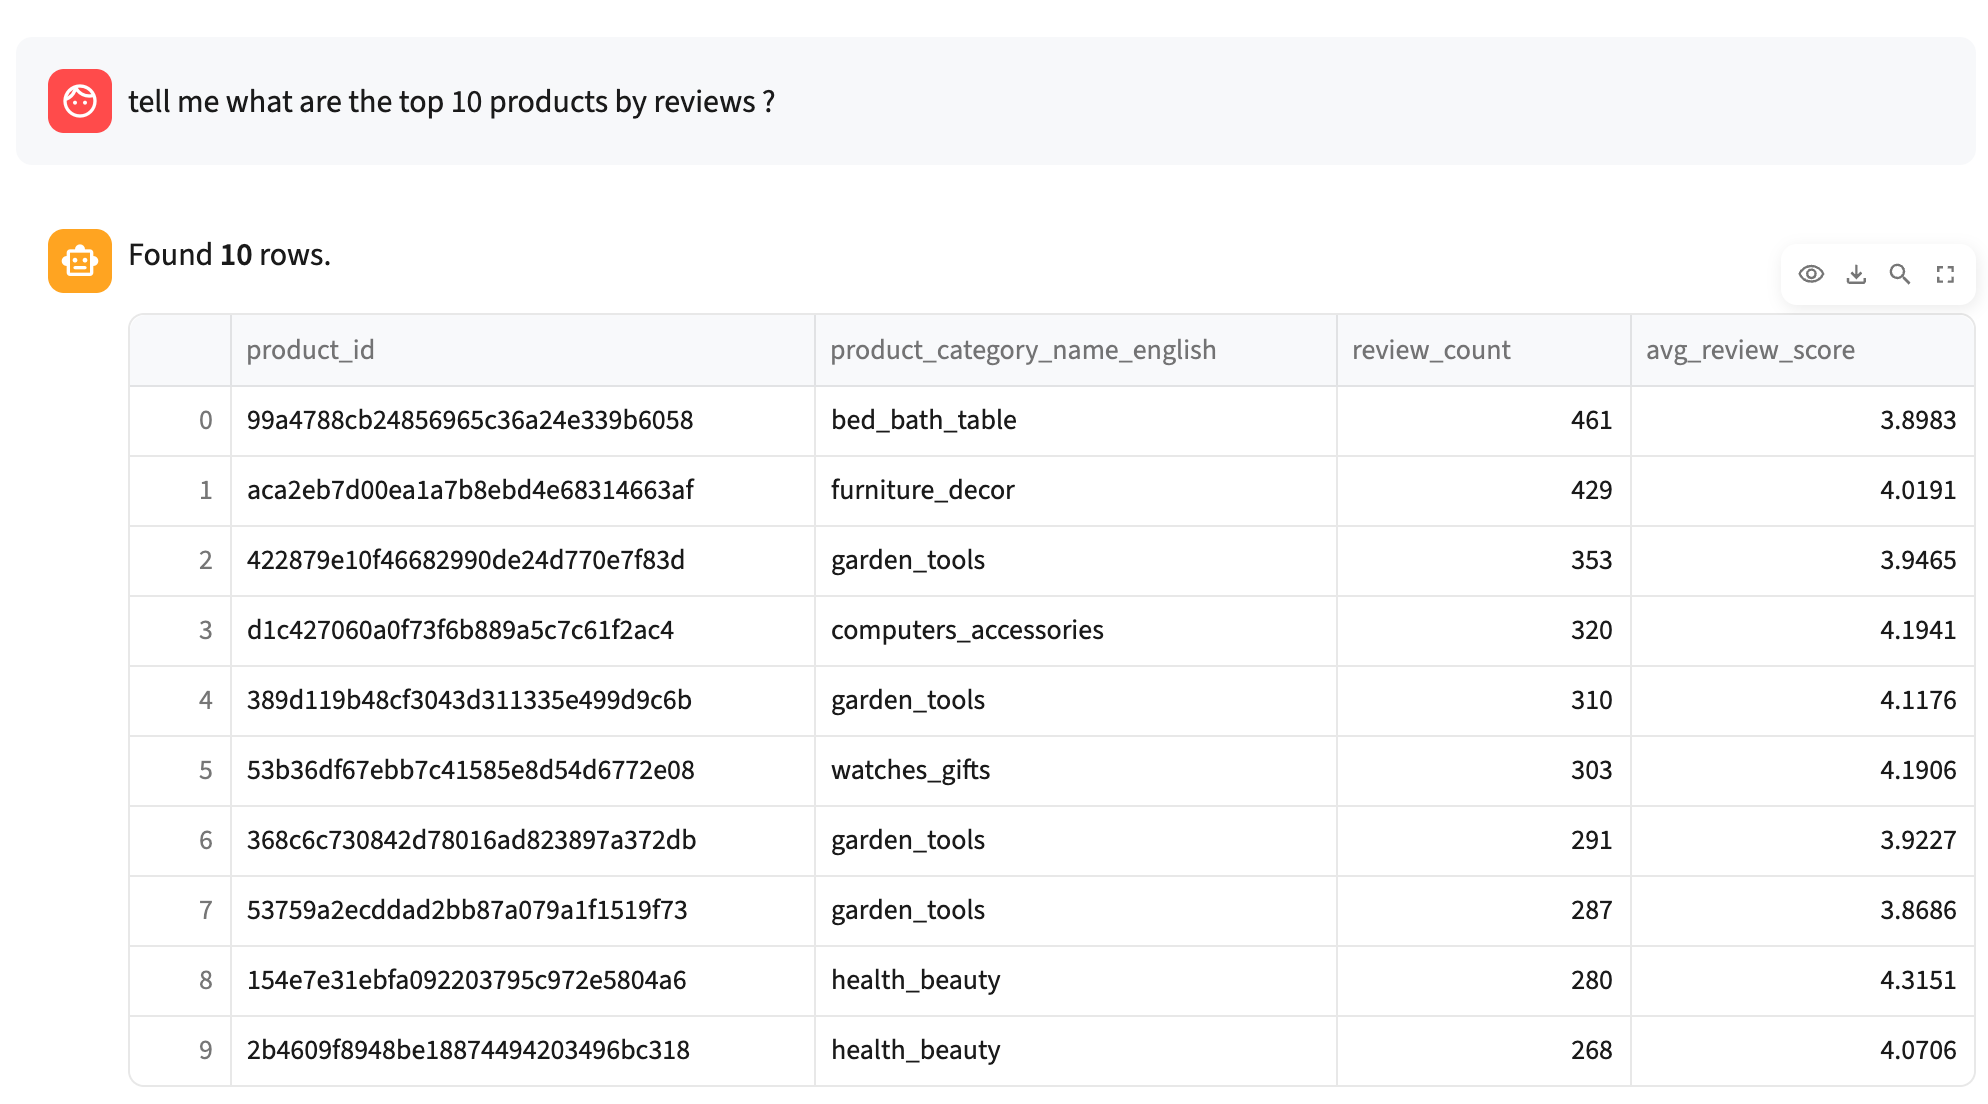 tell me what are the top 10 products by reviews ?
Found 10 rows.
product_id product_category_name_english review_count avg_review_score
0 99a4788cb24856965c36a24e339b6058 bed_bath_table 461 3.8983
1 aca2eb7d00ea1a7b8ebd4e68314663af furniture_decor 429 4.0191
2 422879e10f46682990de24d770e7f83d garden_tools 353 3.9465
3 d1c427060a0f73f6b889a5c7c61f2ac4 computers_accessories 320 4.1941
4 389d119b48cf3043d311335e499d9c6b garden_tools 310 4.1176
5 53b36df67ebb7c41585e8d54d6772e08 watches_gifts 303 4.1906
6 368c6c730842d78016ad823897a372db garden_tools 291 3.9227
7 53759a2ecddad2bb87a079a1f1519f73 garden_tools 287 3.8686
8 154e7e31ebfa092203795c972e5804a6 health_beauty 280 4.3151
9 2b4609f8948be18874494203496bc318 health_beauty 268 4.0706